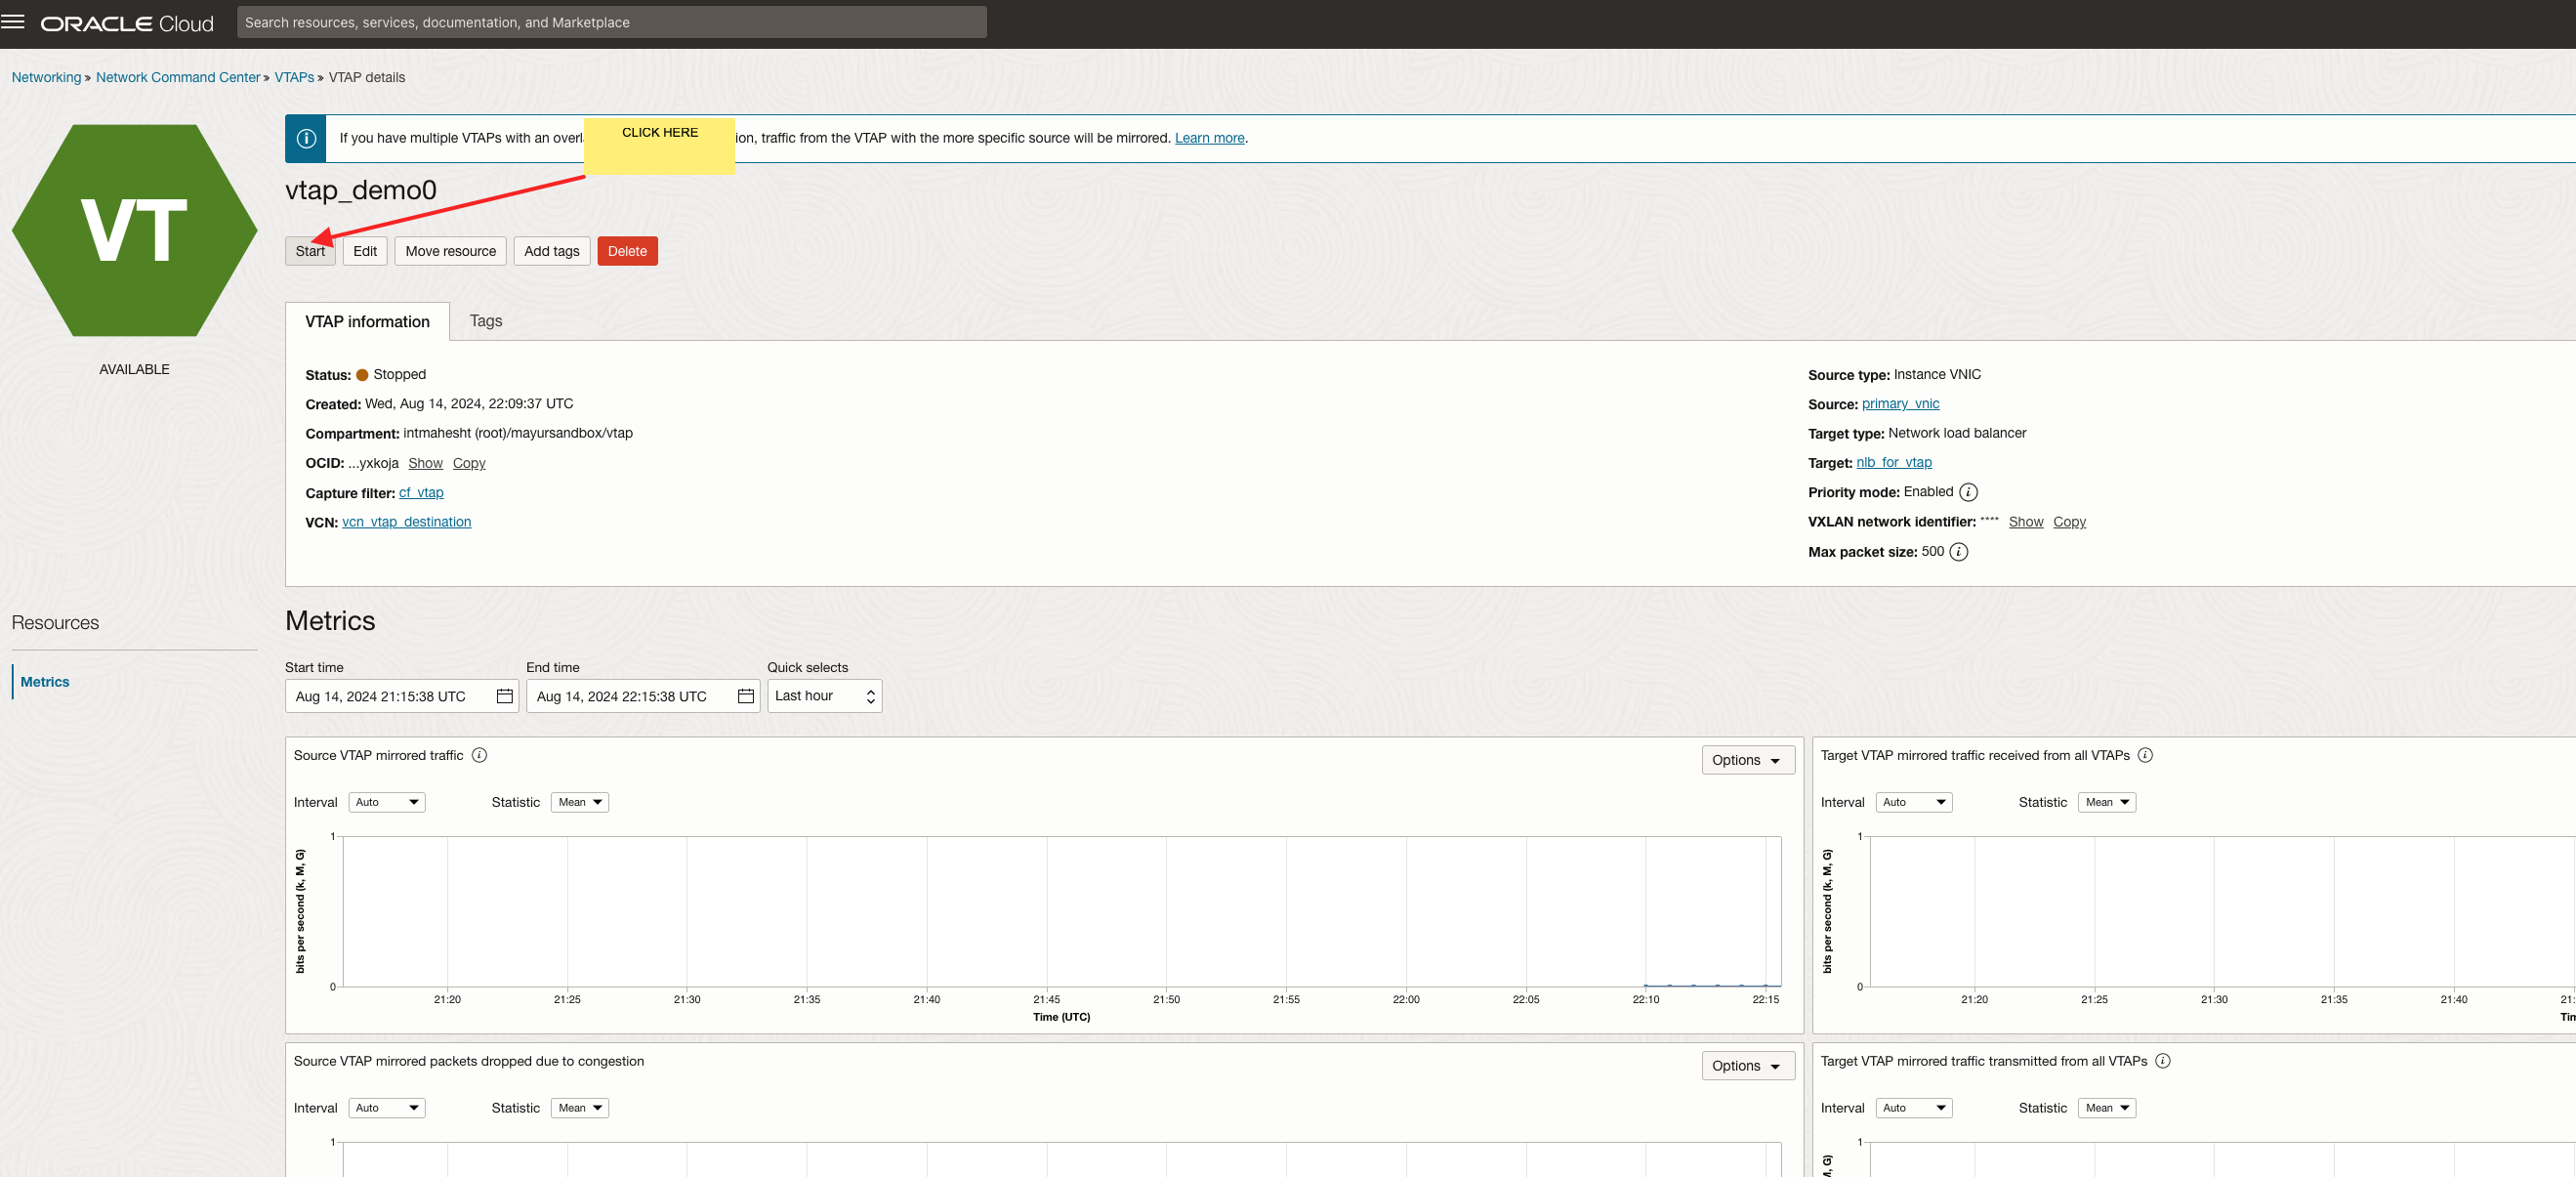 ORACLE Cloud
Search resources, services, documentation, and Marketplace
Networking » Network Command Center » VTAPs » VTAP details
VT
AVAILABLE
If you have multiple VTAPs with an
CLICK HERE
traffic from the VTAP with the more specific source will be mirrored. Learn more.
vtap_demo0
Start Edit Move resource Add tags Delete
VTAP information Tags
Status: Stopped
Created: Wed, Aug 14, 2024, 22:09:37 UTC
Compartment: intmahesht (root)/mayursandbox/vtap
OCID: ...yxkoja Show Copy
Capture filter: cf_vtap
VCN: vcn_vtap_destination
Source type: Instance VNIC
Source: primary_vnic
Target type: Network load balancer
Target: nlb_for_vtap
Priority mode: Enabled
VXLAN network identifier: **** Show Copy
Max packet size: 500
Resources
Metrics
Metrics
Start time End time Quick selects
Aug 14, 2024 21:15:38 UTC Aug 14, 2024 22:15:38 UTC Last hour
Source VTAP mirrored traffic
Options
Interval Auto Statistic Mean
bits per second (k, M, G)
1
0
21:20 21:25 21:30 21:35 21:40 21:45 21:50 21:55 22:00 22:05 22:10 22:15
Time (UTC)
Target VTAP mirrored traffic received from all VTAPs
Interval Auto Statistic Mean
bits per second (k, M, G)
1
0
21:20 21:25 21:30 21:35 21:40
Source VTAP mirrored packets dropped due to congestion
Options
Interval Auto Statistic Mean
1
Target VTAP mirrored traffic transmitted from all VTAPs
Interval Auto Statistic Mean
1